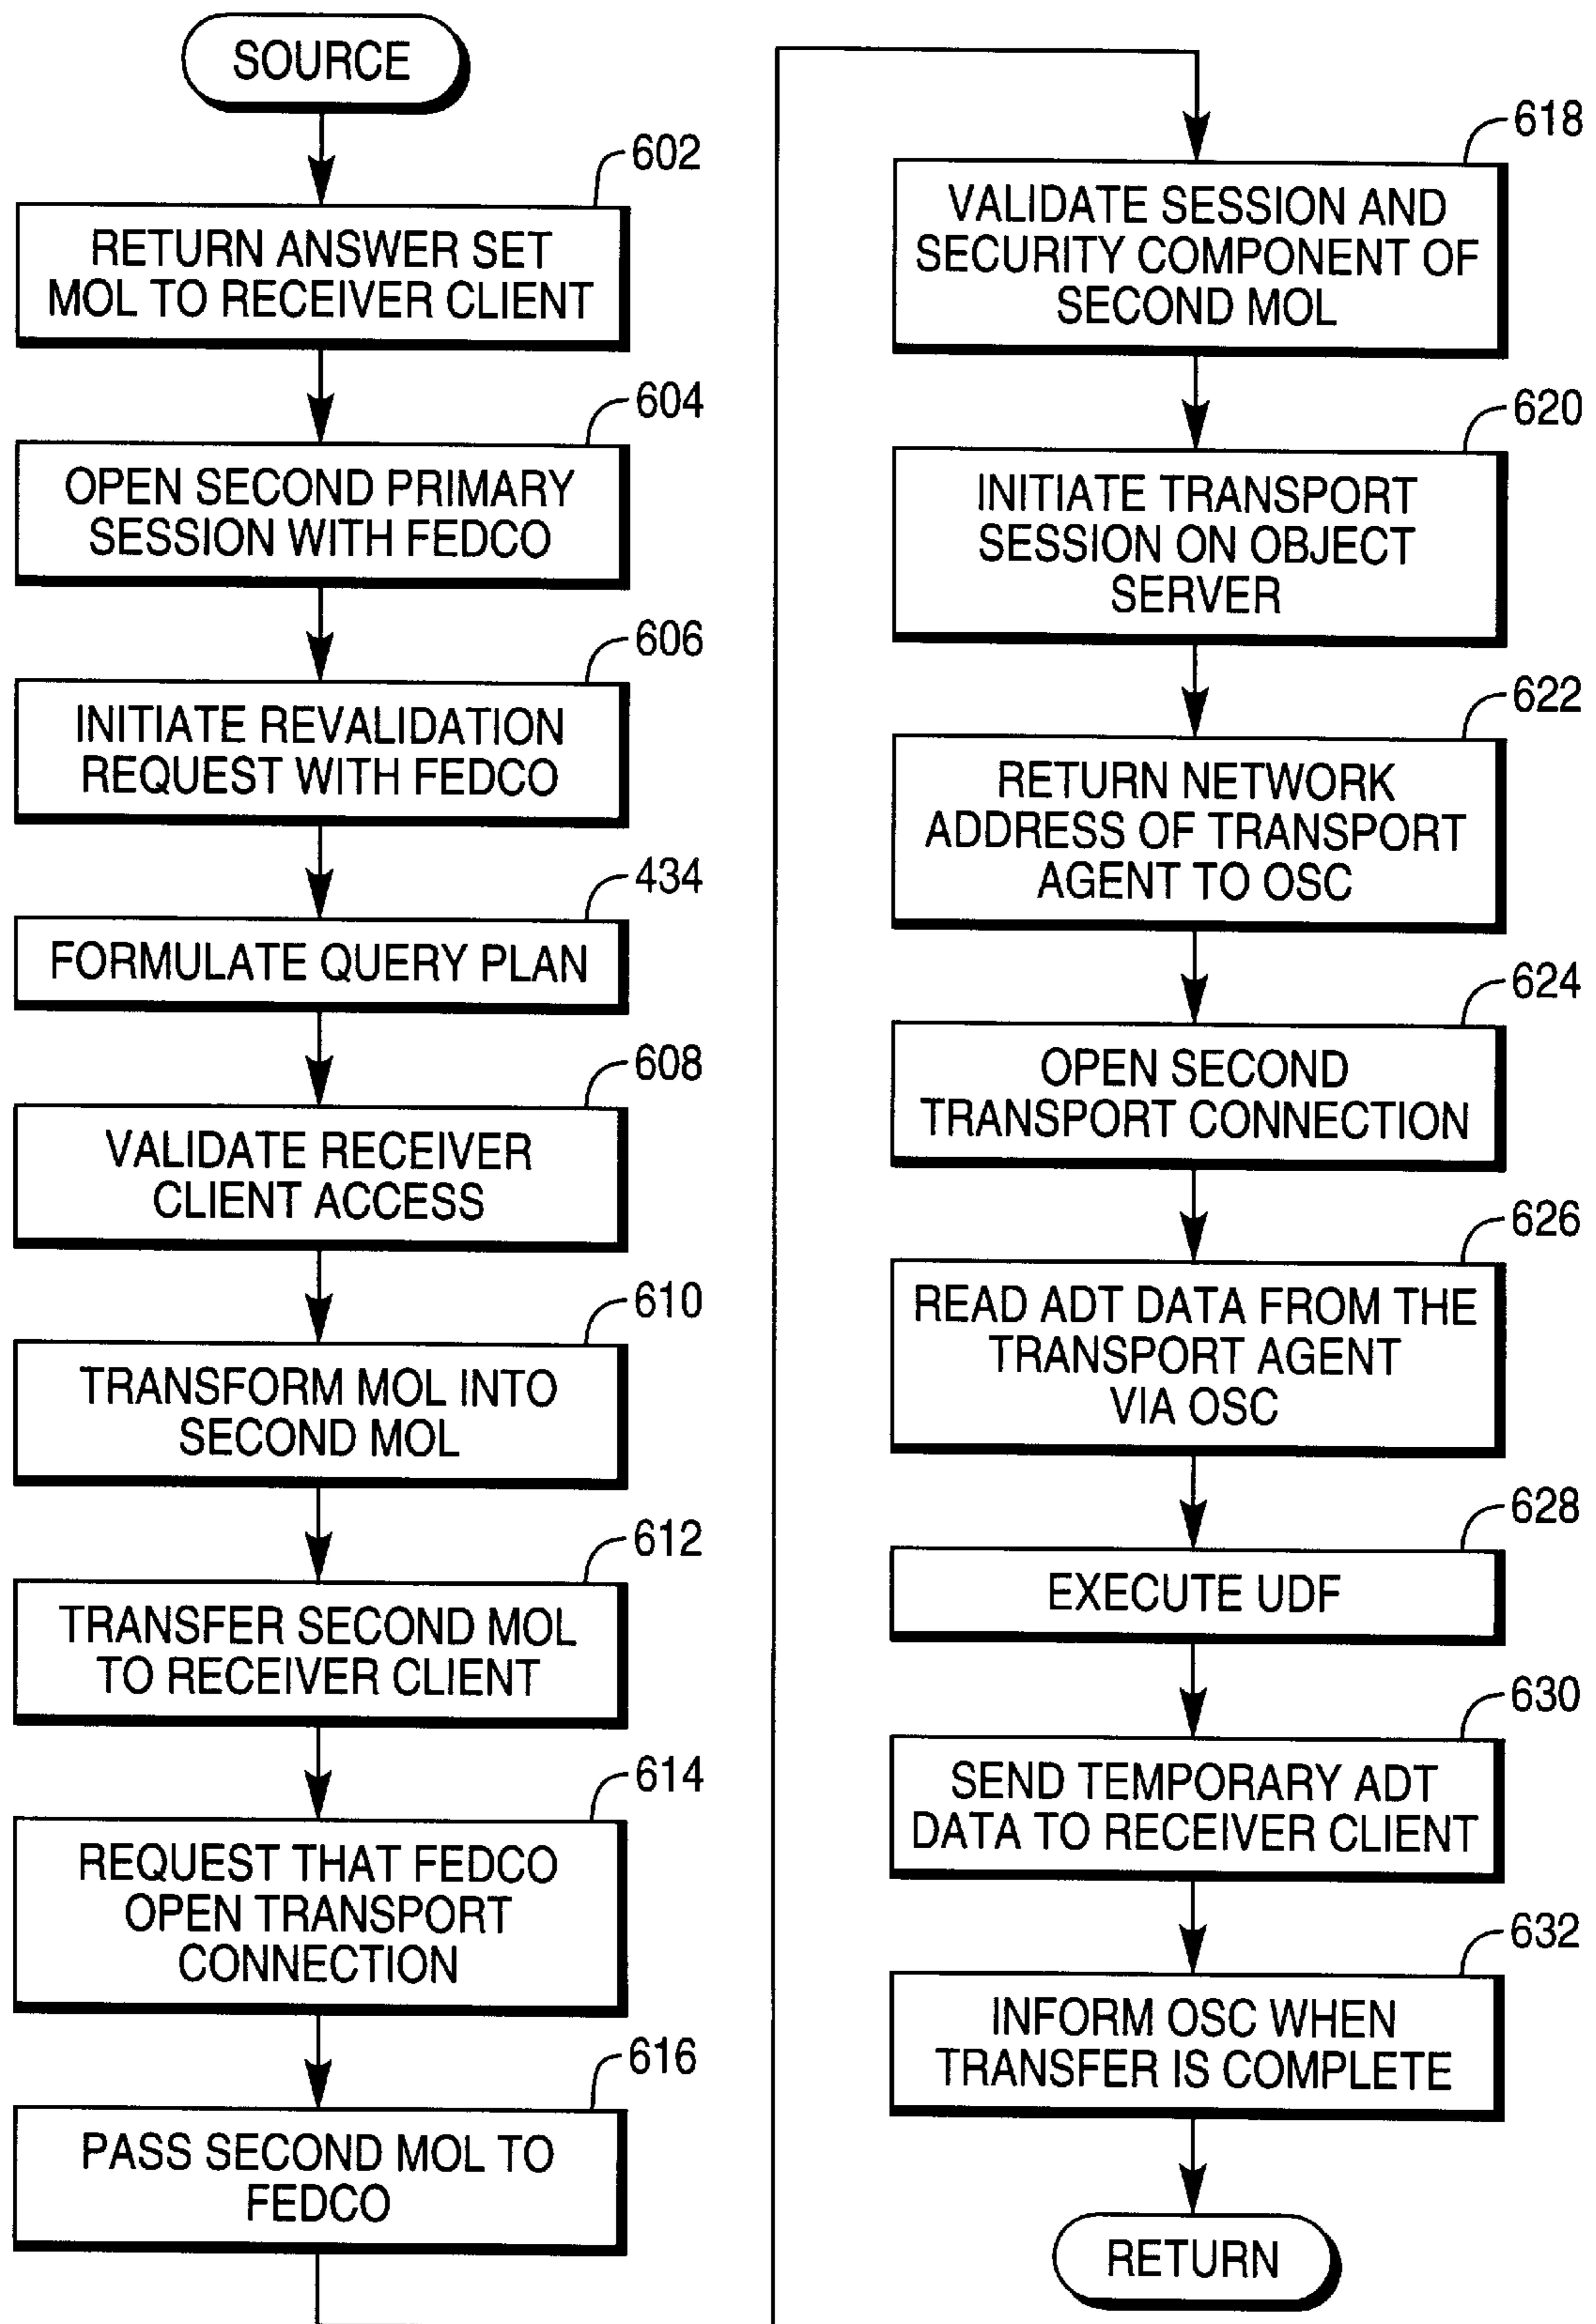 SOURCE
602
RETURN ANSWER SET
MOL TO RECEIVER CLIENT
604
OPEN SECOND PRIMARY
SESSION WITH FEDCO
606
INITIATE REVALIDATION
REQUEST WITH FEDCO
434
FORMULATE QUERY PLAN
608
VALIDATE RECEIVER
CLIENT ACCESS
610
TRANSFORM MOL INTO
SECOND MOL
612
TRANSFER SECOND MOL
TO RECEIVER CLIENT
614
REQUEST THAT FEDCO
OPEN TRANSPORT
CONNECTION
616
PASS SECOND MOL TO
FEDCO
618
VALIDATE SESSION AND
SECURITY COMPONENT OF
SECOND MOL
620
INITIATE TRANSPORT
SESSION ON OBJECT
SERVER
622
RETURN NETWORK
ADDRESS OF TRANSPORT
AGENT TO OSC
624
OPEN SECOND
TRANSPORT CONNECTION
626
READ ADT DATA FROM THE
TRANSPORT AGENT
VIA OSC
628
EXECUTE UDF
630
SEND TEMPORARY ADT
DATA TO RECEIVER CLIENT
632
INFORM OSC WHEN
TRANSFER IS COMPLETE
RETURN